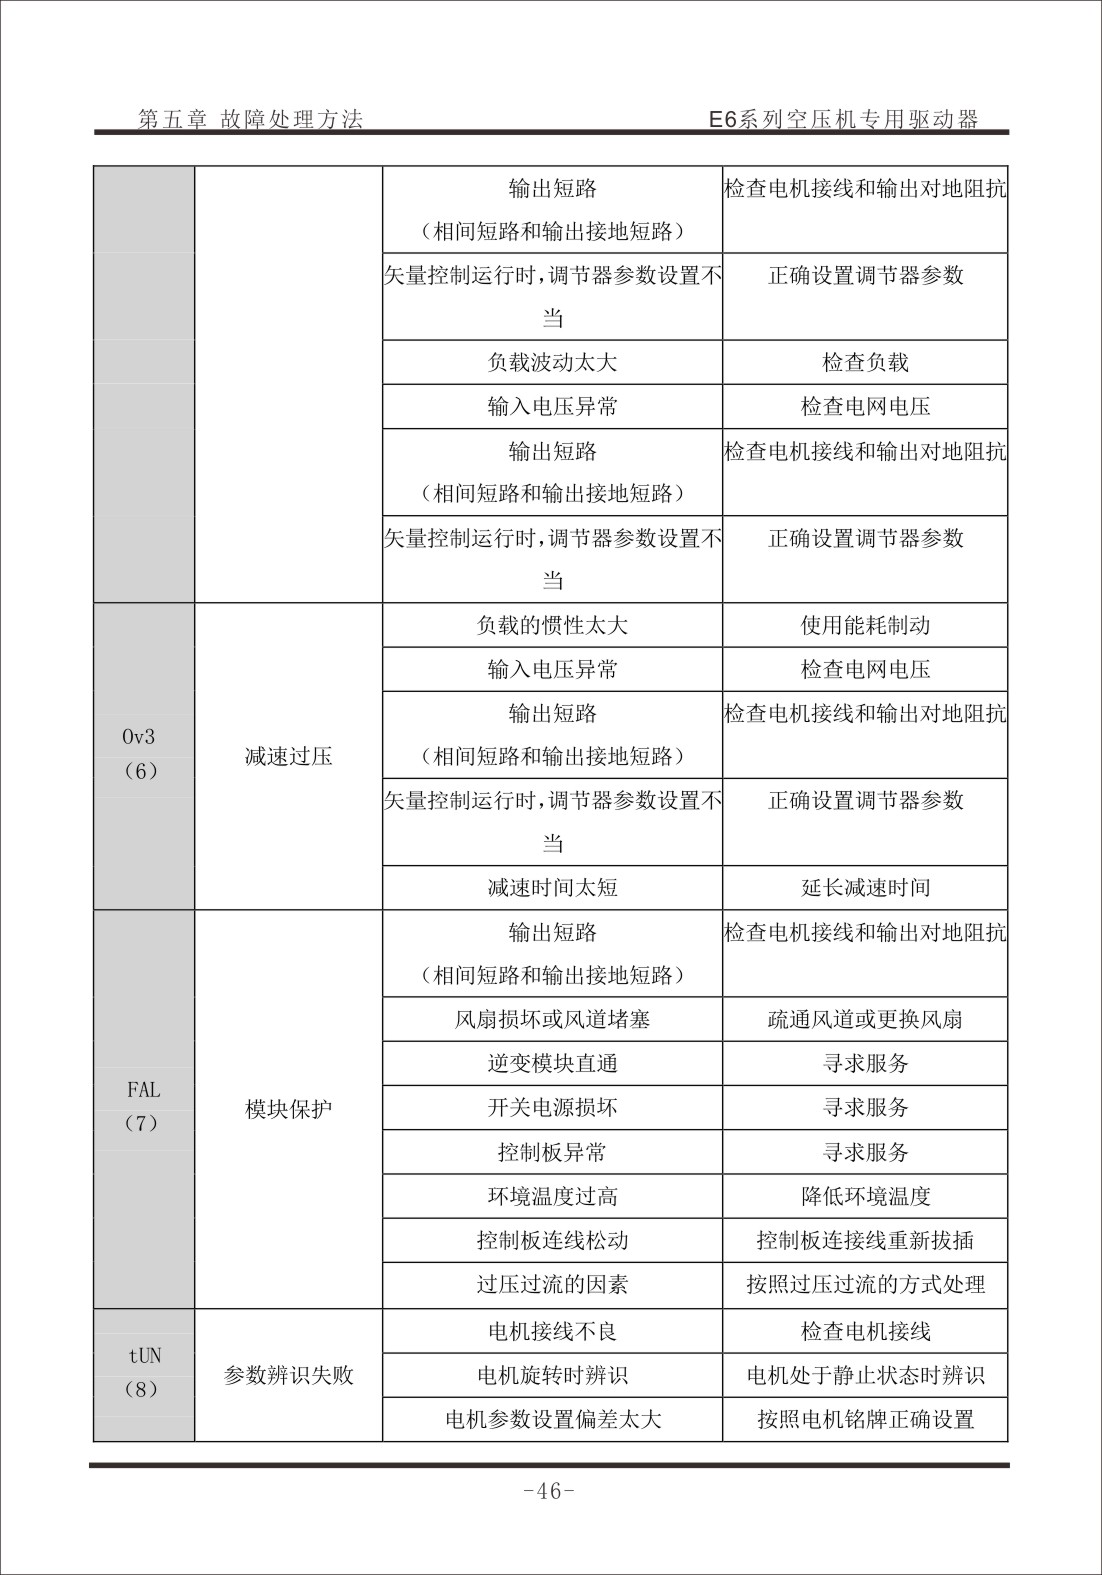 第五章 故障处理方法 E6系列空压机专用驱动器
输出短路 检查电机接线和输出对地阻抗
（相间短路和输出接地短路）
矢量控制运行时,调节器参数设置不 正确设置调节器参数
当
负载波动太大 检查负载
输入电压异常 检查电网电压
输出短路 检查电机接线和输出对地阻抗
（相间短路和输出接地短路）
矢量控制运行时,调节器参数设置不 正确设置调节器参数
当
负载的惯性太大 使用能耗制动
输入电压异常 检查电网电压
输出短路 检查电机接线和输出对地阻抗
Ov3
（6） 减速过压 （相间短路和输出接地短路）
矢量控制运行时,调节器参数设置不 正确设置调节器参数
当
减速时间太短 延长减速时间
输出短路 检查电机接线和输出对地阻抗
（相间短路和输出接地短路）
风扇损坏或风道堵塞 疏通风道或更换风扇
逆变模块直通 寻求服务
FAL
（7） 模块保护 开关电源损坏 寻求服务
控制板异常 寻求服务
环境温度过高 降低环境温度
控制板连线松动 控制板连接线重新拔插
过压过流的因素 按照过压过流的方式处理
电机接线不良 检查电机接线
tUN
（8） 参数辨识失败 电机旋转时辨识 电机处于静止状态时辨识
电机参数设置偏差太大 按照电机铭牌正确设置
-46-